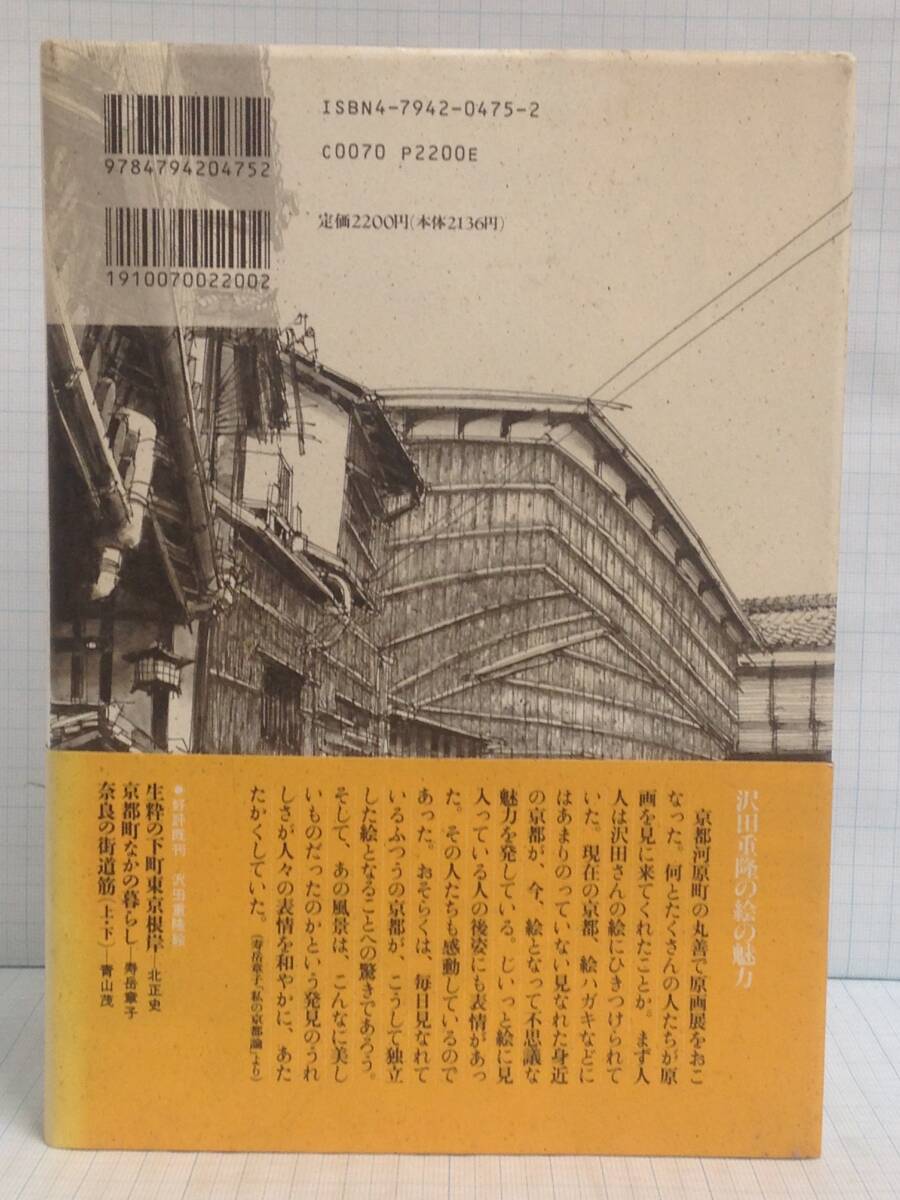 ISBN4-7942-0475-2
9784794204752
C0070 P2200E
定価2200円(本体2136円)
1910070022002
沢田重隆の絵の魅力
京都河原町の丸善で原画展をおこ
なった。何とたくさんの人たちが原
画を見に来てくれたことか。まず人
人は沢田さんの絵にひきつけられて
いた。現在の京都、絵ハガキなどに
はあまりのっていない見なれた身近
の京都が、今、絵となって不思議な
魅力を発している。じいっと絵に見
入っている人の後姿にも表情があっ
た。その人たちも感動しているので
あった。おそらくは、毎日見なれて
いるふつうの京都が、こうして独立
した絵となることへの驚きであろう。
そして、あの風景は、こんなに美し
いものだったのかという発見のうれ
しさが人々の表情を和やかに、あた
たかくしていた。(寿岳章子「私の京都論」より)
●好評既刊 沢田重隆絵
生粋の下町東京根岸—北正史
京都町なかの暮らし—寿岳章子
奈良の街道筋(上・下)—青山茂